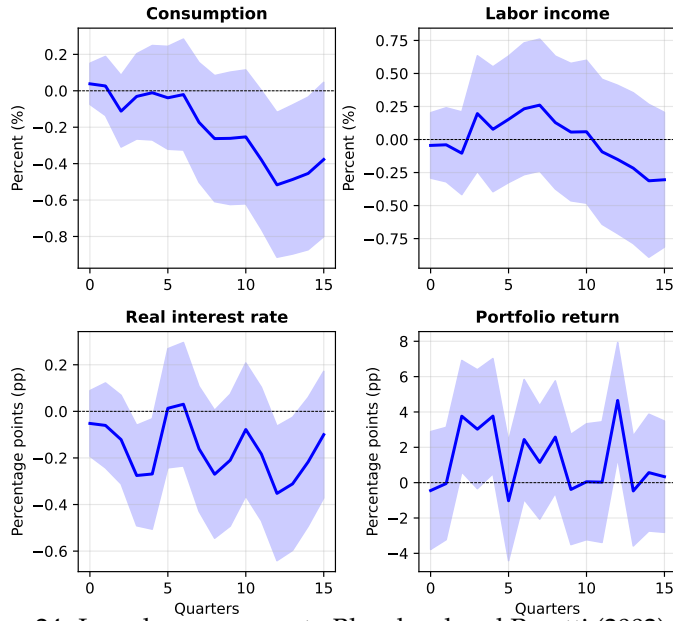 Consumption
Labor income
0.2
0.0
−0.2
−0.4
−0.6
−0.8
Percent (%)
0 5 10 15
0.75
0.50
0.25
0.00
−0.25
−0.50
−0.75
Percent (%)
0 5 10 15
Real interest rate
Portfolio return
0.2
0.0
−0.2
−0.4
−0.6
Percentage points (pp)
0 5 10 15
Quarters
8
6
4
2
0
−2
−4
Percentage points (pp)
0 5 10 15
Quarters
(2002)